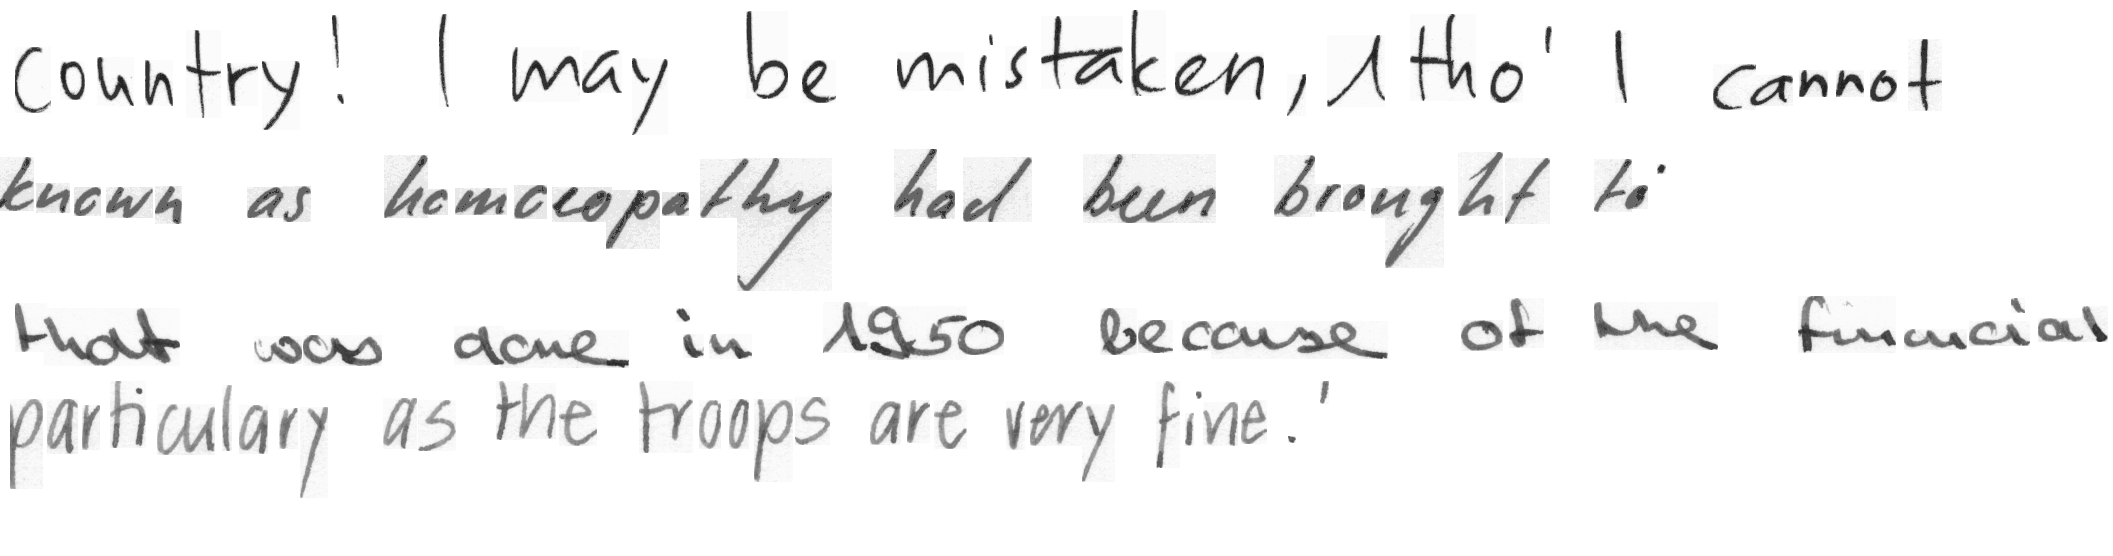 country! I may be mistaken, 1tho' I cannot
known as homoeopathy had been brought to
that was done in 1950 because of the financial
particulary as the troops are very fine.'